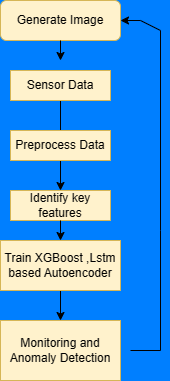 Generate Image
Sensor Data
Preprocess Data
Identify key
features
Train XGBoost ,Lstm
based Autoencoder
Monitoring and
Anomaly Detection